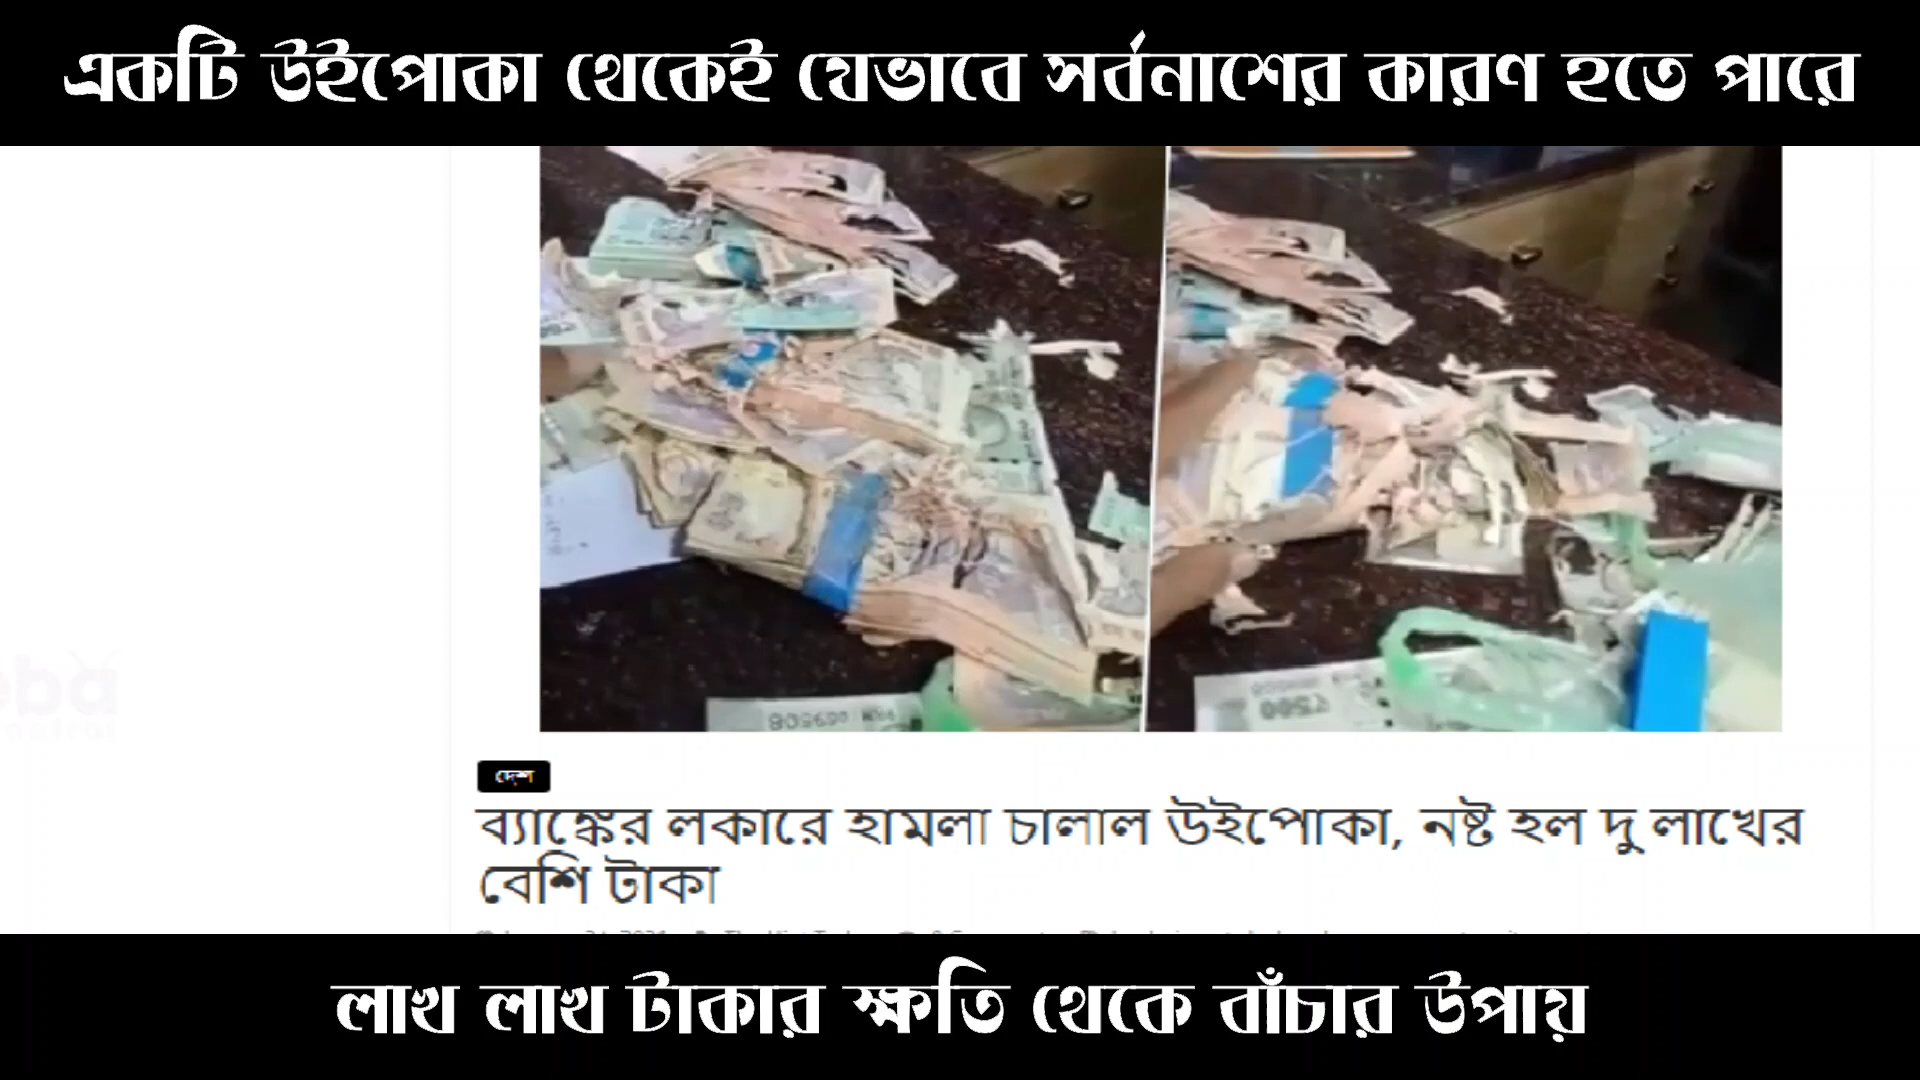 একটি উইপোকা থেকেই যেভাবে সর্বনাশের কারণ হতে পারে
দেশ
ব্যাঙ্কের লকারে হামলা চালাল উইপোকা, নষ্ট হল দু লাখের
বেশি টাকা
লাখ লাখ টাকার ক্ষতি থেকে বাঁচার উপায়